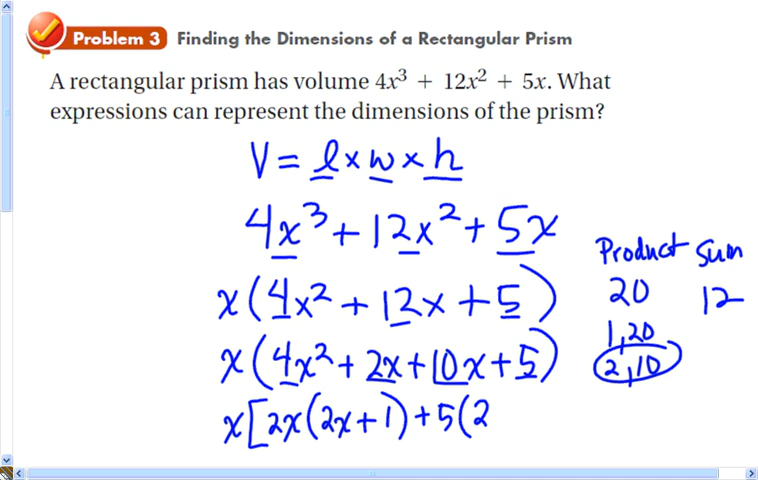 Problem 3 Finding the Dimensions of a Rectangular Prism
A rectangular prism has volume 4x³ + 12x² + 5x. What
expressions can represent the dimensions of the prism?
V = l × w × h
4x³ + 12x² + 5x
Product Sum
x(4x² + 12x + 5)
20 12
1, 20
x(4x² + 2x + 10x + 5)
2, 10
x[2x(2x + 1) + 5(2